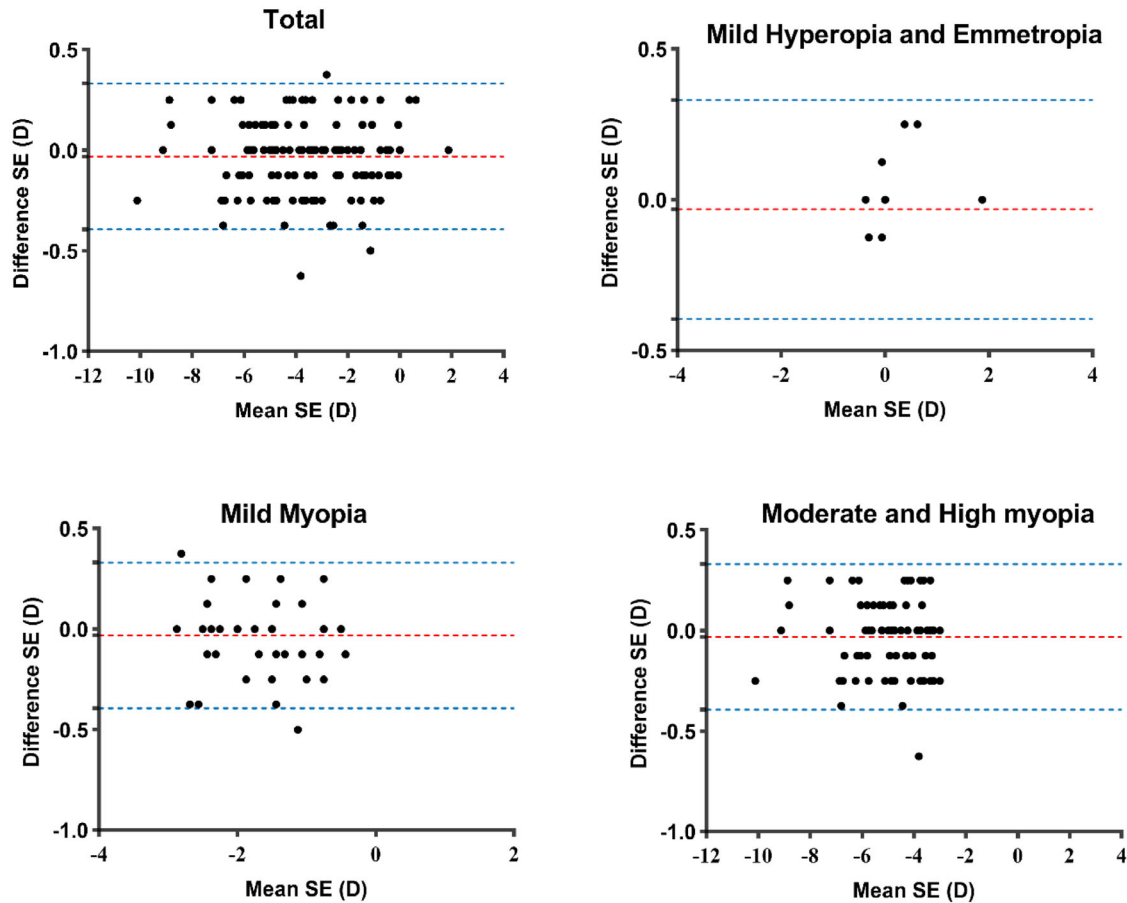 Total
0.5
0.0
-0.5
-1.0
Difference SE (D)
-12 -10 -8 -6 -4 -2 0 2 4
Mean SE (D)
Mild Hyperopia and Emmetropia
0.5
0.0
-0.5
Difference SE (D)
-4 -2 0 2 4
Mean SE (D)
Mild Myopia
0.5
0.0
-0.5
-1.0
Difference SE (D)
-4 -2 0 2
Mean SE (D)
Moderate and High myopia
0.5
0.0
-0.5
-1.0
Difference SE (D)
-12 -10 -8 -6 -4 -2 0 2 4
Mean SE (D)